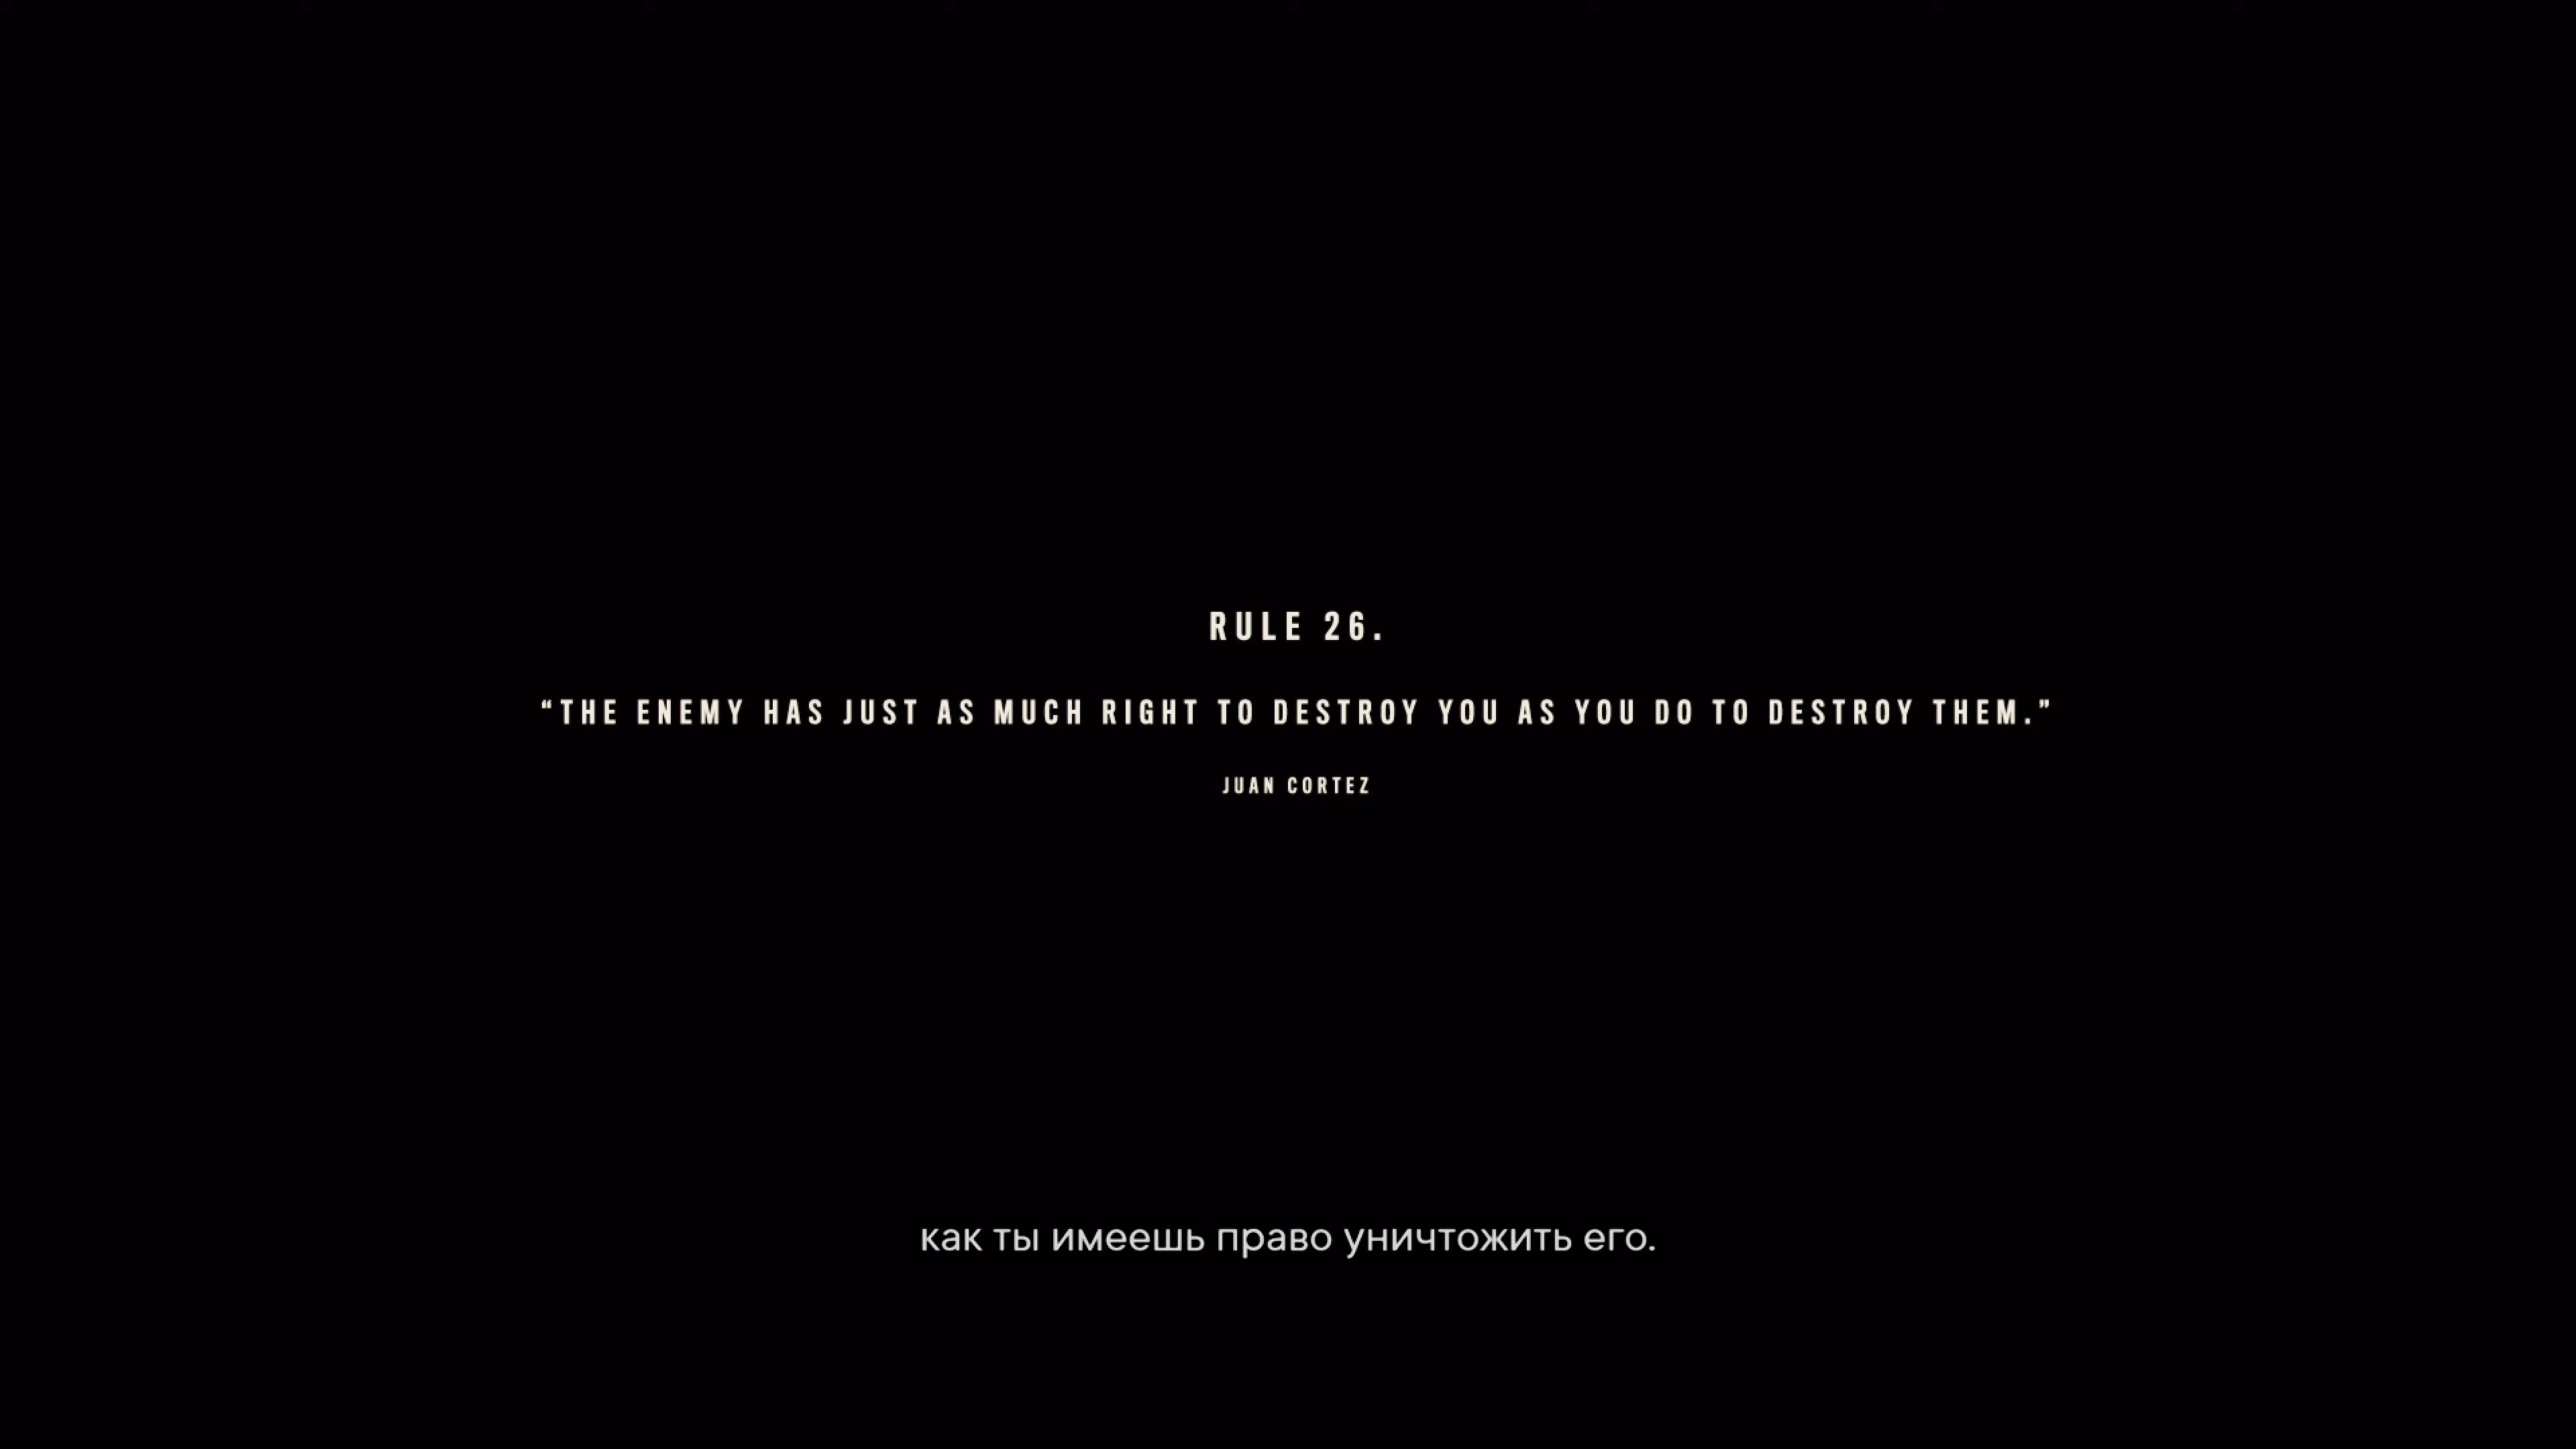 RULE 26.
“THE ENEMY HAS JUST AS MUCH RIGHT TO DESTROY YOU AS YOU DO TO DESTROY THEM.”
JUAN CORTEZ
как ты имеешь право уничтожить его.